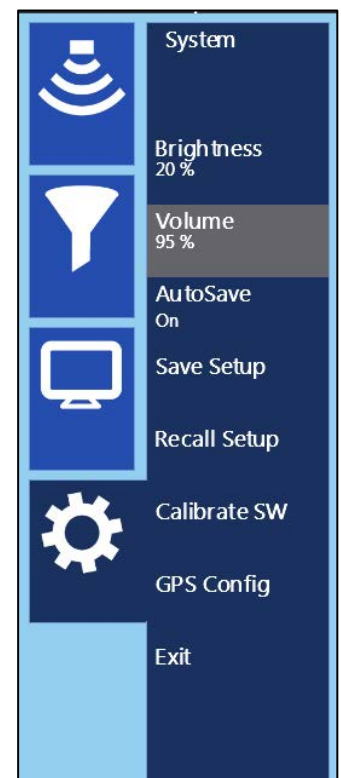 System
Brightness
20 %
Volume
95 %
AutoSave
On
Save Setup
Recall Setup
Calibrate SW
GPS Config
Exit